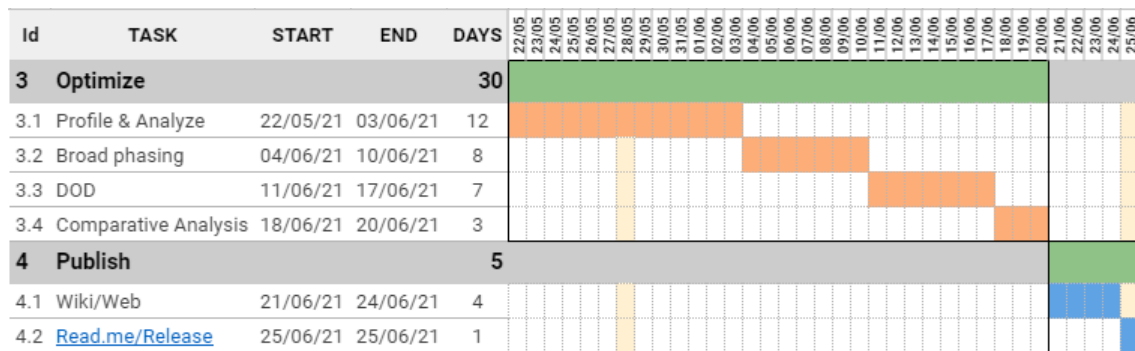 Id TASK START END DAYS 22/05 23/05 24/05 25/05 26/05 27/05 28/05 29/05 30/05 31/05 01/06 02/06 03/06 04/06 05/06 06/06 07/06 08/06 09/06 10/06 11/06 12/06 13/06 14/06 15/06 16/06 17/06 18/06 19/06 20/06 21/06 22/06 23/06 24/06 25/06
3 Optimize 30
3.1 Profile & Analyze 22/05/21 03/06/21 12
3.2 Broad phasing 04/06/21 10/06/21 8
3.3 DOD 11/06/21 17/06/21 7
3.4 Comparative Analysis 18/06/21 20/06/21 3
4 Publish 5
4.1 Wiki/Web 21/06/21 24/06/21 4
4.2 Read.me/Release 25/06/21 25/06/21 1